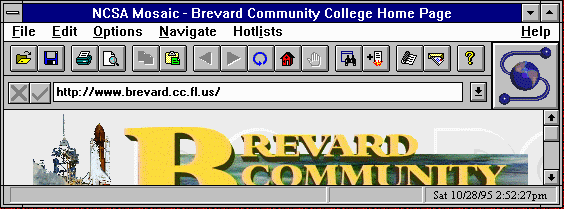 NCSA Mosaic - Brevard Community College Home Page
File Edit Options Navigate Hotlists Help
http://www.brevard.cc.fl.us/
BREVARD
COMMUNITY
Sat 10/28/95 2:52:27pm